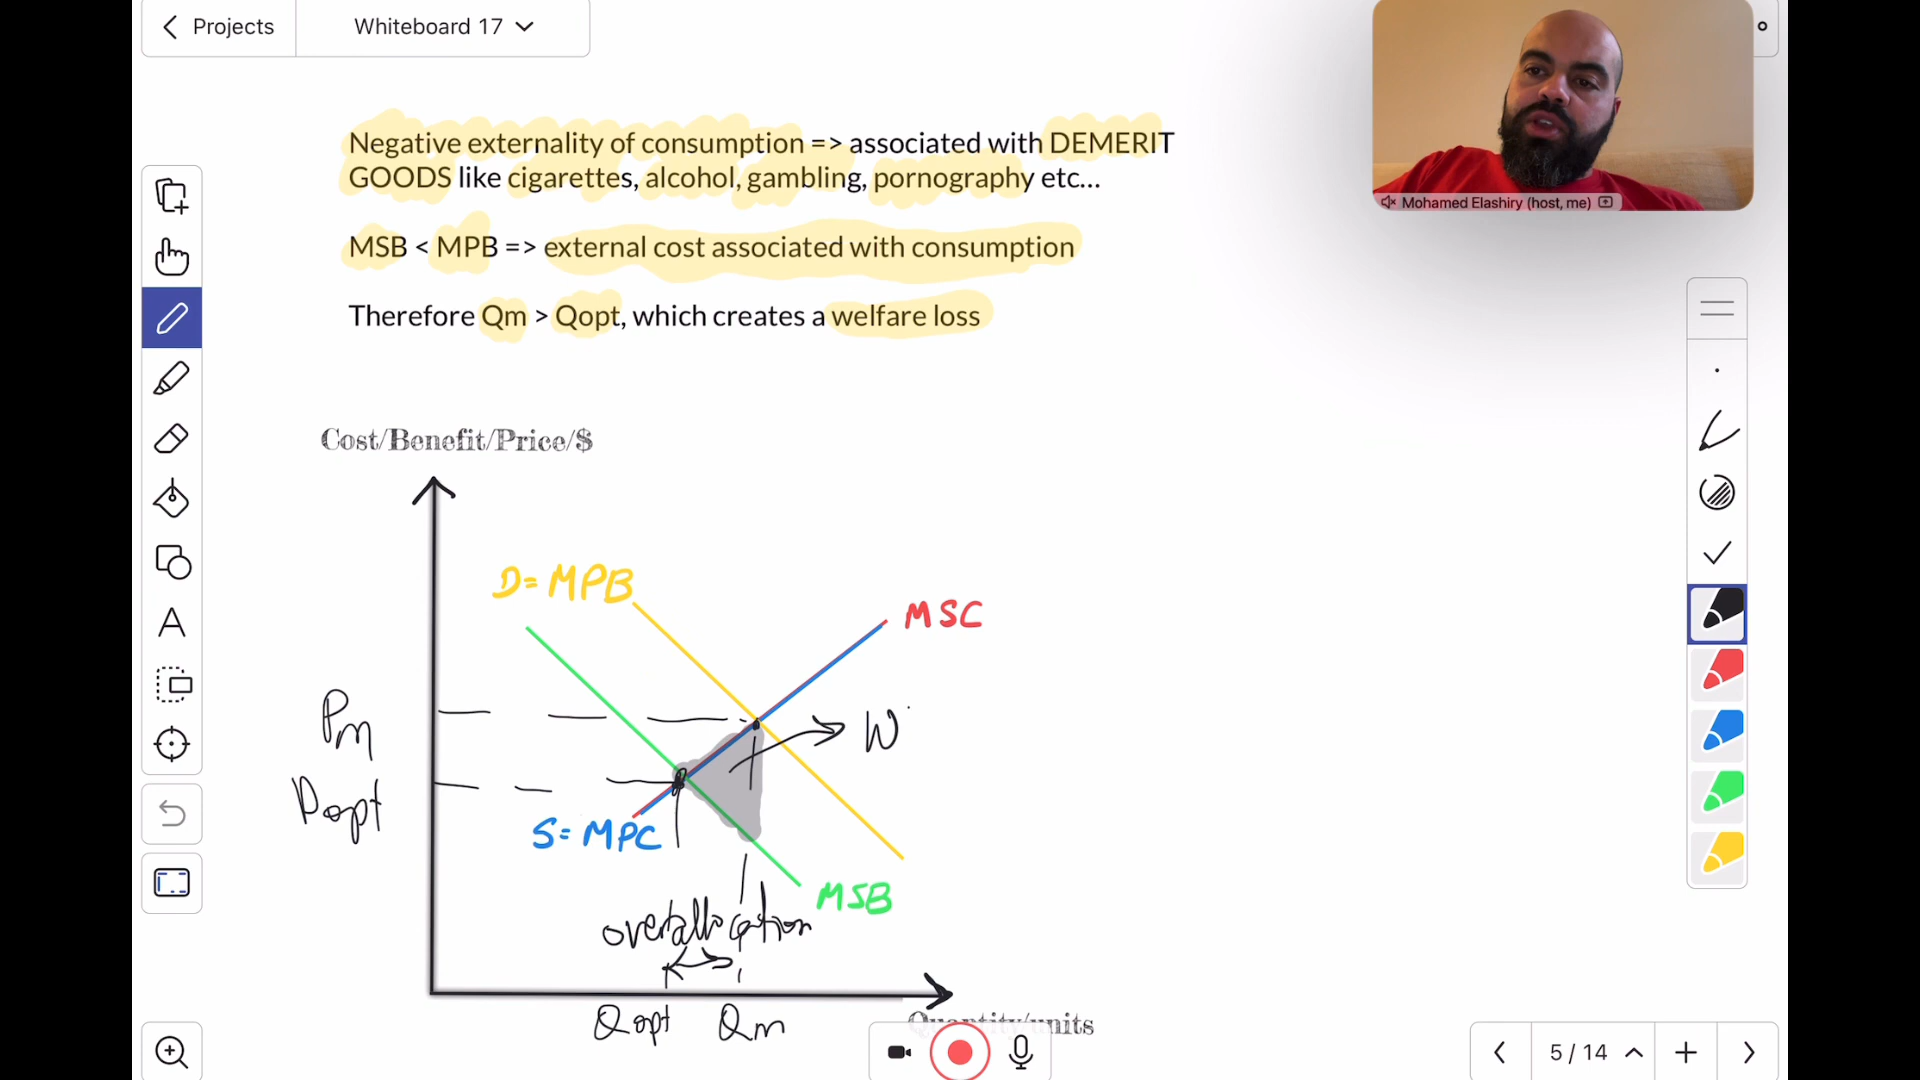 Projects
Whiteboard 17
Negative externality of consumption => associated with DEMERIT
GOODS like cigarettes, alcohol, gambling, pornography etc...
MSB < MPB => external cost associated with consumption
Therefore Qm > Qopt, which creates a welfare loss
Mohamed Elashiry (host, me)
Cost/Benefit/Price/$
D= MPB
MSC
Pm
W
Popt
S= MPC
MSB
overallocation
Qopt
Qm
Quantity/units
5 / 14